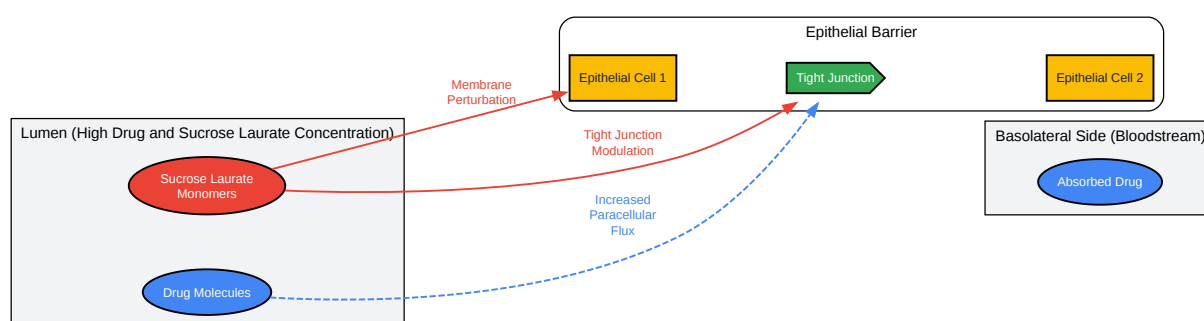 Epithelial Barrier
Epithelial Cell 1
Tight Junction
Epithelial Cell 2
Membrane
Perturbation
Lumen (High Drug and Sucrose Laurate Concentration)
Tight Junction
Modulation
Basolateral Side (Bloodstream)
Sucrose Laurate
Monomers
Absorbed Drug
Increased
Paracellular
Flux
Drug Molecules